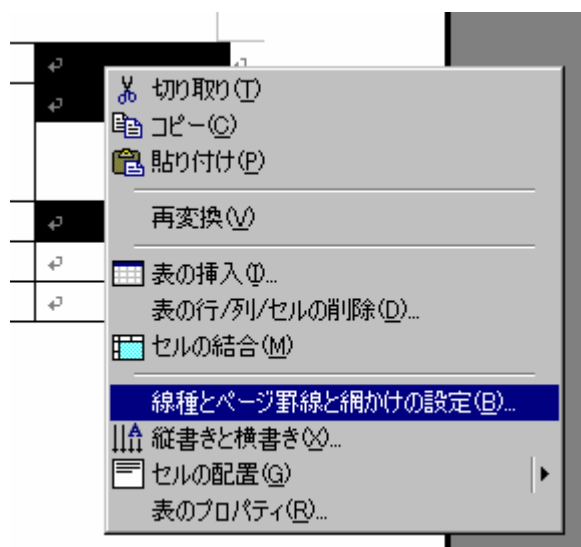 切り取り(T)
コピー(C)
貼り付け(P)
再変換(V)
表の挿入(I)...
表の行/列/セルの削除(D)...
セルの結合(M)
線種とページ罫線と網かけの設定(B)...
縦書きと横書き(X)...
セルの配置(G)
表のプロパティ(R)...